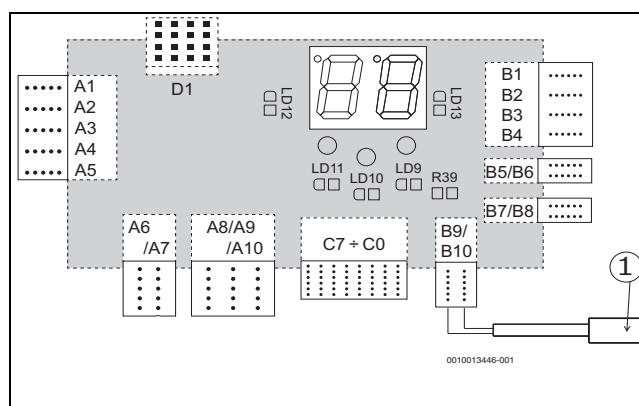 D1
A1
A2
A3
A4
A5
LD12
LD13
B1
B2
B3
B4
LD11
LD10
LD9
R39
B5/B6
B7/B8
A6
/A7
A8/A9
/A10
C7 ÷ C0
B9/
B10
1
0010013446-001